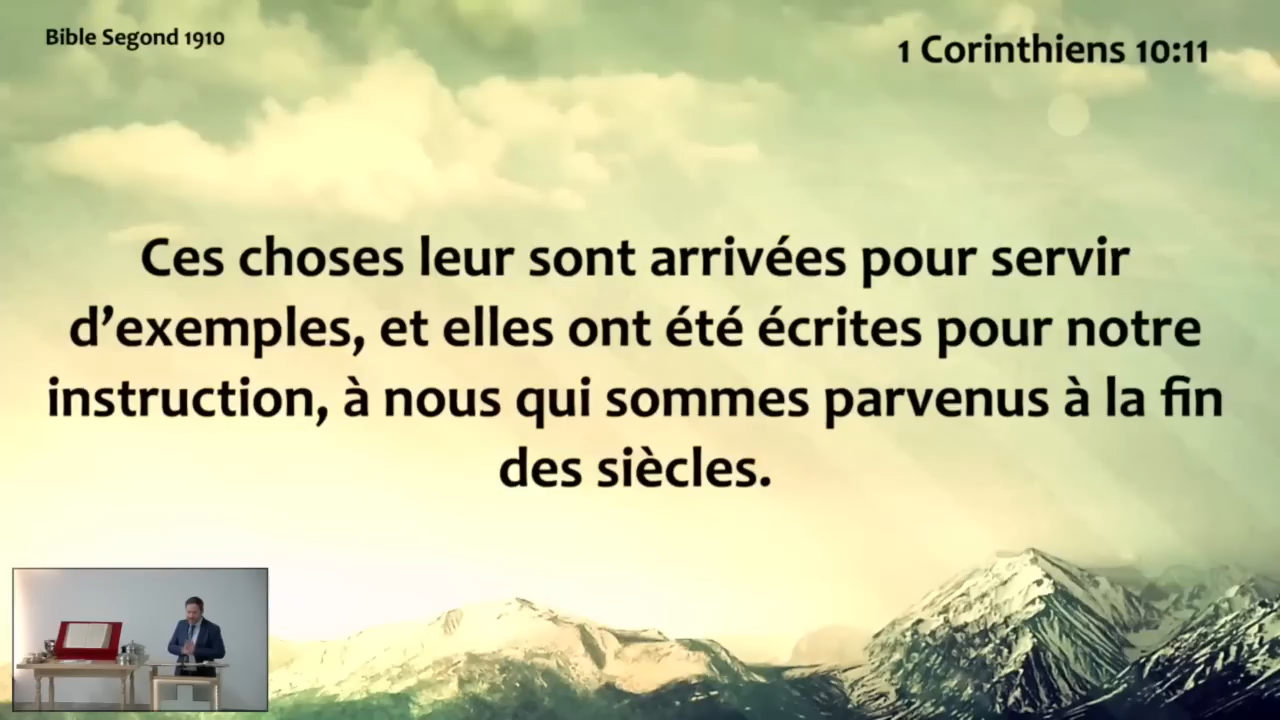 Bible Segond 1910
1 Corinthiens 10:11
Ces choses leur sont arrivées pour servir
d’exemples, et elles ont été écrites pour notre
instruction, à nous qui sommes parvenus à la fin
des siècles.